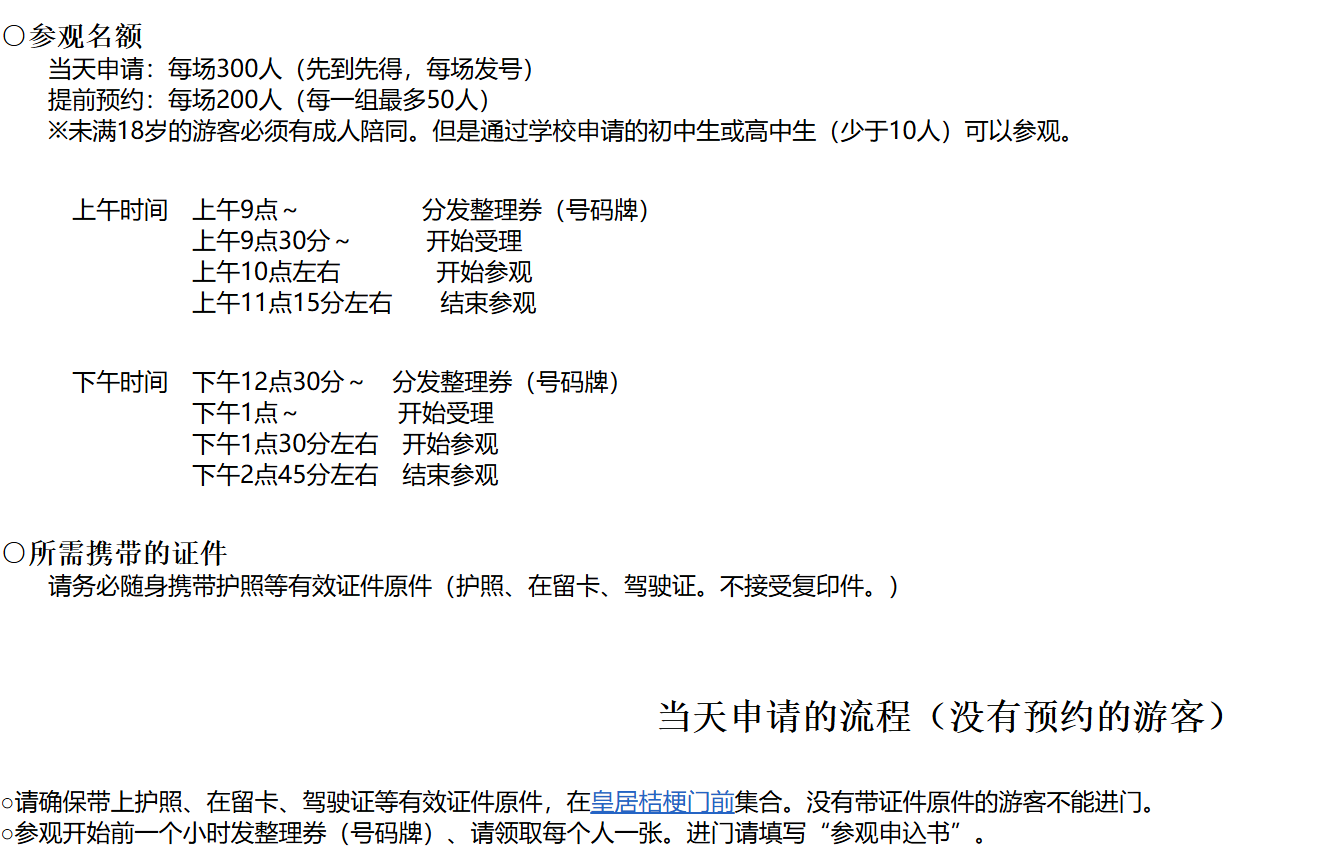 〇参观名额
当天申请：每场300人（先到先得，每场发号）
提前预约：每场200人（每一组最多50人）
※未满18岁的游客必须有成人陪同。但是通过学校申请的初中生或高中生（少于10人）可以参观。
上午时间　上午9点～　分发整理券（号码牌）
上午9点30分～　开始受理
上午10点左右　开始参观
上午11点15分左右　结束参观
下午时间　下午12点30分～　分发整理券（号码牌）
下午1点～　开始受理
下午1点30分左右　开始参观
下午2点45分左右　结束参观
〇所需携带的证件
请务必随身携带护照等有效证件原件（护照、在留卡、驾驶证。不接受复印件。）
当天申请的流程（没有预约的游客）
○请确保带上护照、在留卡、驾驶证等有效证件原件，在皇居桔梗门前集合。没有带证件原件的游客不能进门。
○参观开始前一个小时发整理券（号码牌）、请领取每个人一张。进门请填写“参观申込书”。